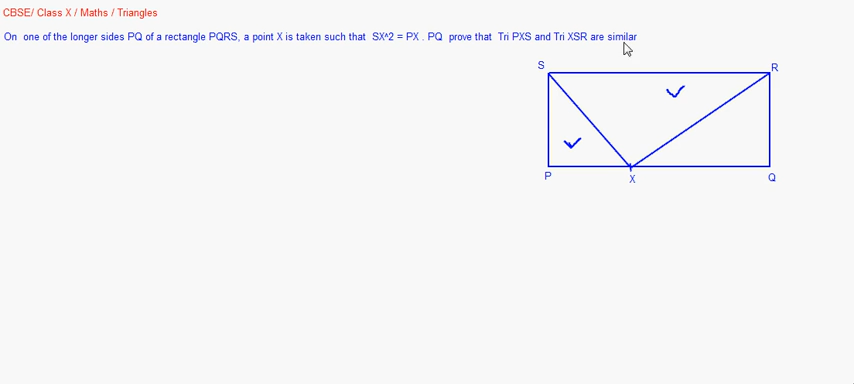 CBSE/ Class X / Maths / Triangles
On one of the longer sides PQ of a rectangle PQRS, a point X is taken such that SX^2 = PX . PQ prove that Tri PXS and Tri XSR are similar
S R
P X Q